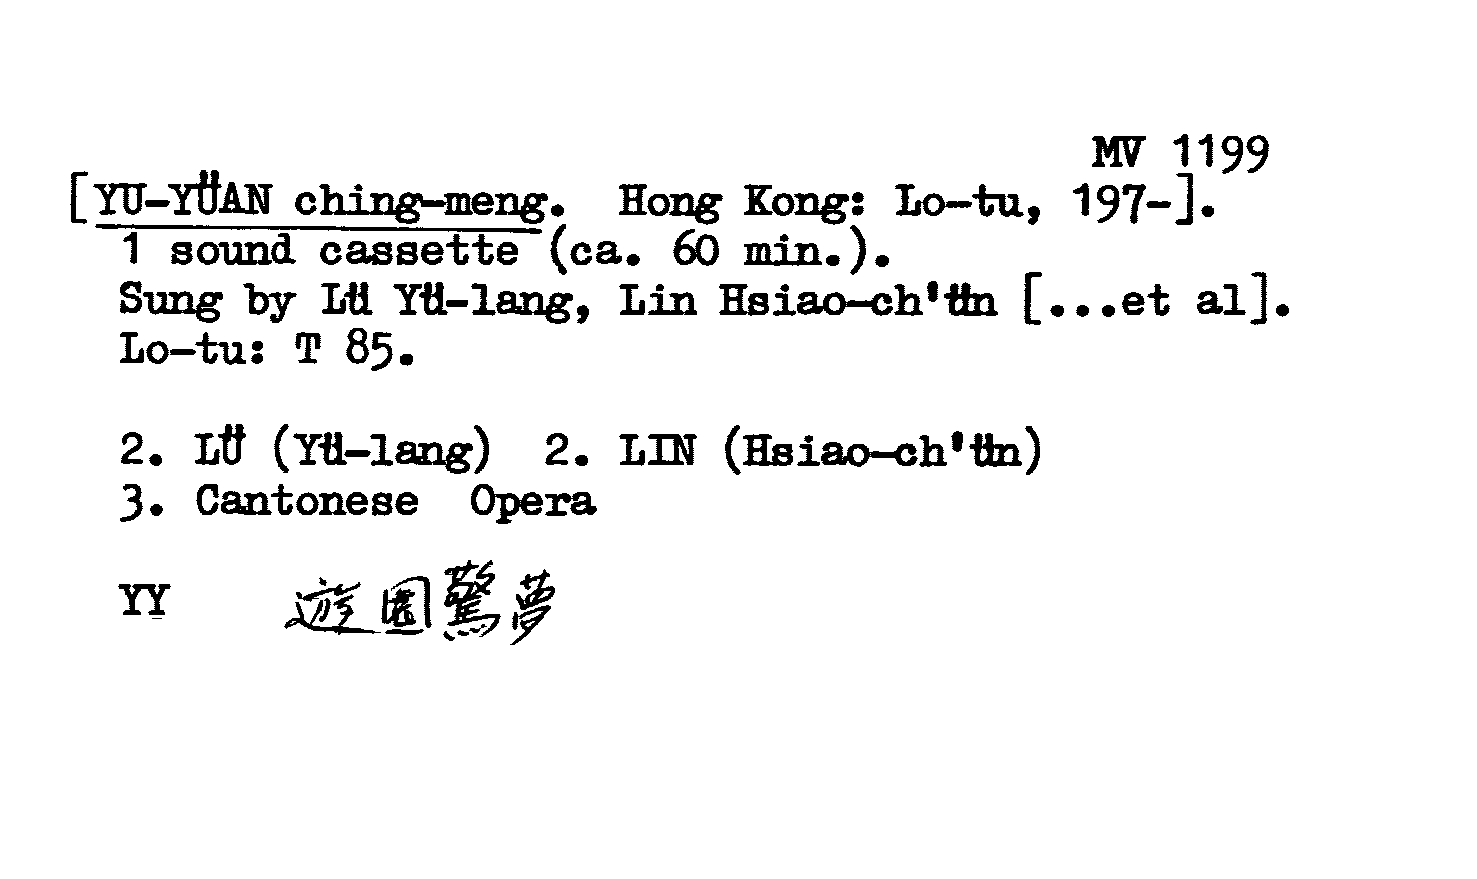 MV 1199
[YU-YÜAN ching-meng. Hong Kong: Lo-tu, 197-].
1 sound cassette (ca. 60 min.).
Sung by Lü Yü-lang, Lin Hsiao-ch'ün [...et al].
Lo-tu: T 85.
2. LÜ (Yü-lang) 2. LIN (Hsiao-ch'ün)
3. Cantonese Opera
YY 遊園驚夢